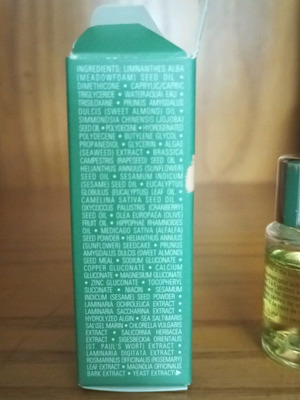 INGREDIENTS: LIMNANTHES ALBA
(MEADOWFOAM) SEED OIL •
DIMETHICONE • CAPRYLIC/CAPRIC
TRIGLYCERIDE • WATER\AQUA\EAU •
TRISILOXANE • PRUNUS AMYGDALUS
DULCIS (SWEET ALMOND) OIL •
SIMMONDSIA CHINENSIS (JOJOBA)
SEED OIL • POLYDECENE • HYDROGENATED
POLYDECENE • BUTYLENE GLYCOL •
PROPANEDIOL • GLYCERIN • ALGAE
(SEAWEED) EXTRACT • BRASSICA
CAMPESTRIS (RAPESEED) SEED OIL •
HELIANTHUS ANNUUS (SUNFLOWER)
SEED OIL • SESAMUM INDICUM
(SESAME) SEED OIL • EUCALYPTUS
GLOBULUS (EUCALYPTUS) LEAF OIL •
CAMELINA SATIVA SEED OIL •
OXYCOCCUS PALUSTRIS (CRANBERRY)
SEED OIL • OLEA EUROPAEA (OLIVE)
FRUIT OIL • HIPPOPHAE RHAMNOIDES
OIL • MEDICAGO SATIVA (ALFALFA)
SEED POWDER • HELIANTHUS ANNUUS
(SUNFLOWER) SEEDCAKE • PRUNUS
AMYGDALUS DULCIS (SWEET ALMOND)
SEED MEAL • SODIUM GLUCONATE •
COPPER GLUCONATE • CALCIUM
GLUCONATE • MAGNESIUM GLUCONATE
• ZINC GLUCONATE • TOCOPHERYL
SUCCINATE • NIACIN • SESAMUM
INDICUM (SESAME) SEED POWDER •
LAMINARIA OCHROLEUCA EXTRACT •
LAMINARIA SACCHARINA EXTRACT •
HYDROLYZED ALGIN • SEA SALT\MARIS
SAL\SEL MARIN • CHLORELLA VULGARIS
EXTRACT • SALICORNIA HERBACEA
EXTRACT • SIGESBECKIA ORIENTALIS
(ST. PAUL'S WORT) EXTRACT •
LAMINARIA DIGITATA EXTRACT •
ROSMARINUS OFFICINALIS (ROSEMARY)
LEAF EXTRACT • MAGNOLIA OFFICINALIS
BARK EXTRACT • YEAST EXTRACT